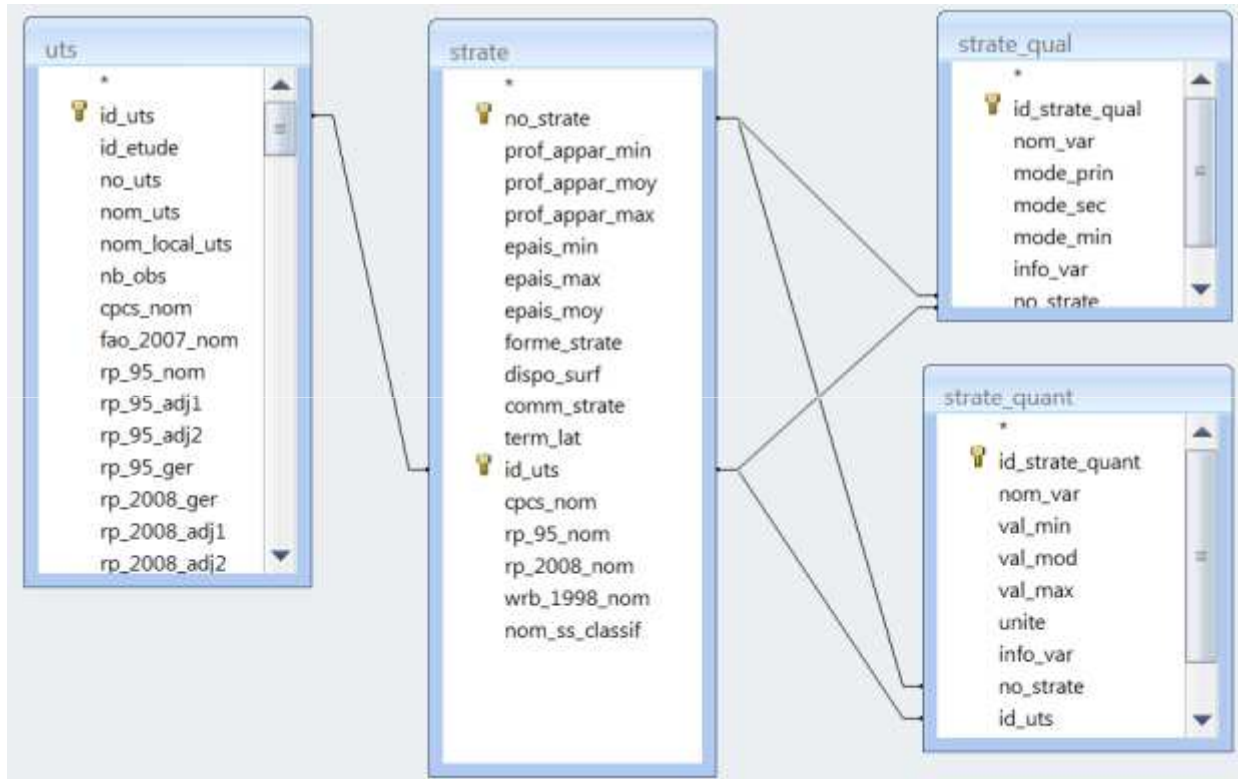 uts
*
id_uts
id_etude
no_uts
nom_uts
nom_local_uts
nb_obs
cpcs_nom
fao_2007_nom
rp_95_nom
rp_95_adj1
rp_95_adj2
rp_95_ger
rp_2008_ger
rp_2008_adj1
rp_2008_adj2
strate
*
no_strate
prof_appar_min
prof_appar_moy
prof_appar_max
epais_min
epais_max
epais_moy
forme_strate
dispo_surf
comm_strate
term_lat
id_uts
cpcs_nom
rp_95_nom
rp_2008_nom
wrb_1998_nom
nom_ss_classif
strate_qual
*
id_strate_qual
nom_var
mode_prin
mode_sec
mode_min
info_var
no_strate
strate_quant
*
id_strate_quant
nom_var
val_min
val_mod
val_max
unite
info_var
no_strate
id_uts